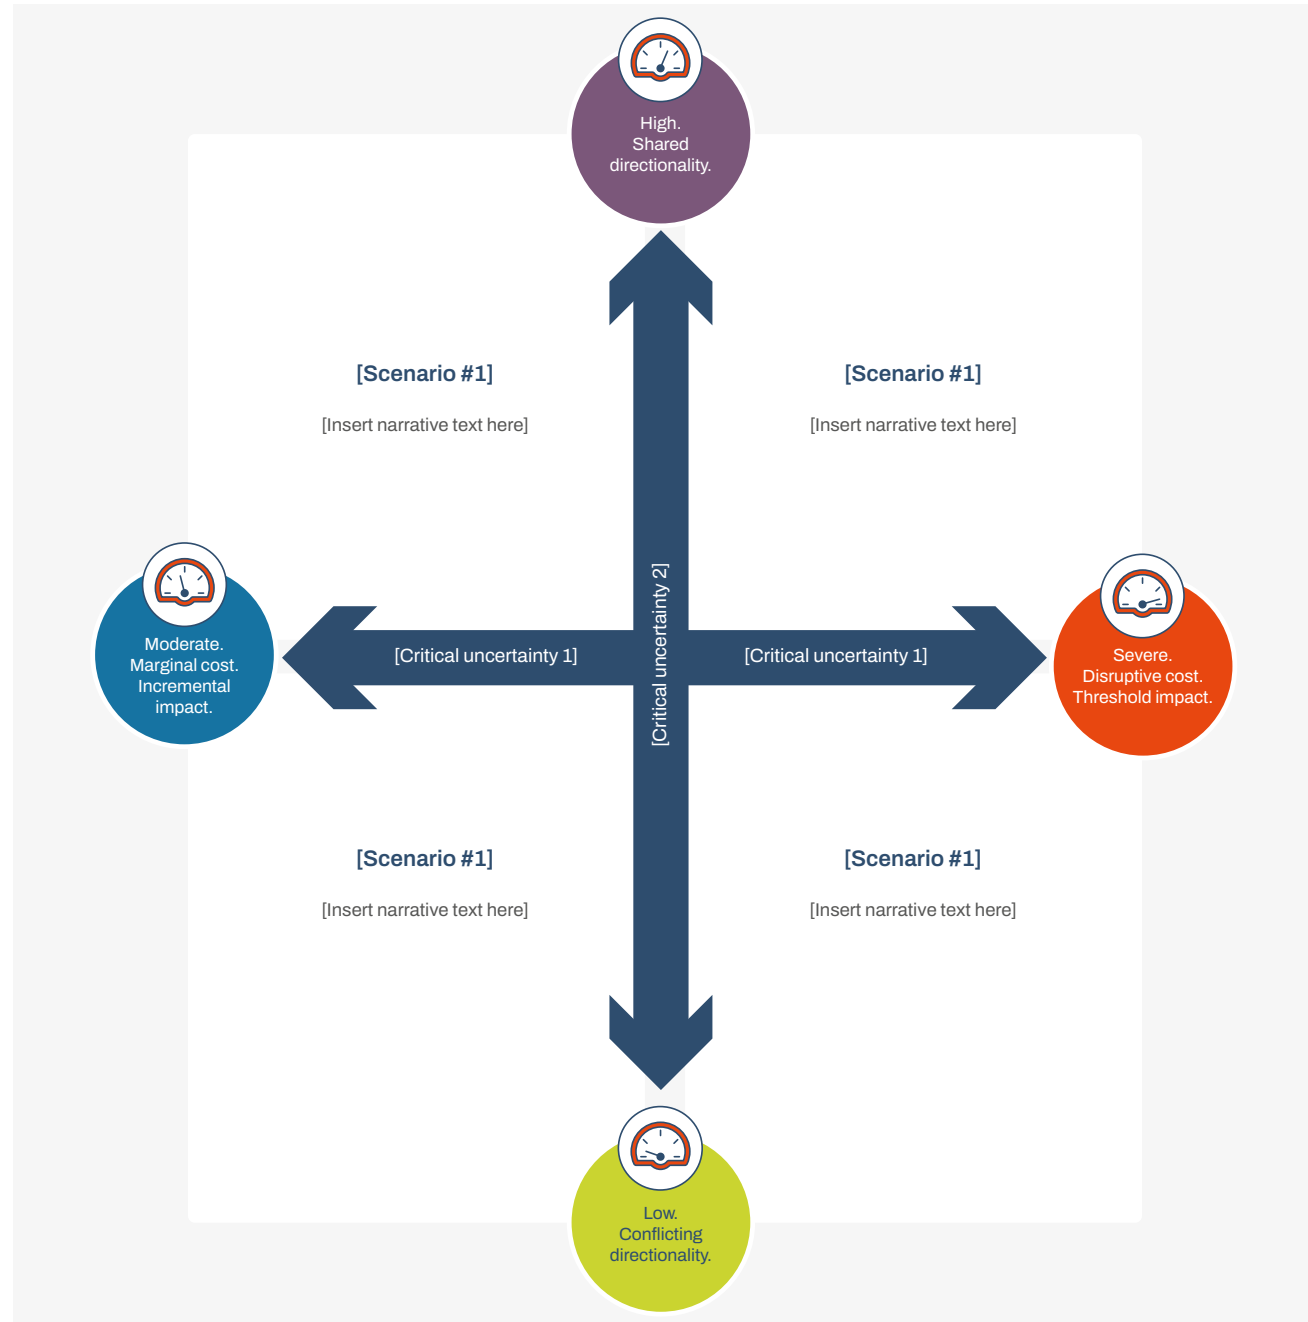 High.
Shared
directionality.
[Scenario #1]
[Insert narrative text here]
[Scenario #1]
[Insert narrative text here]
Moderate.
Marginal cost.
Incremental
impact.
[Critical uncertainty 1]
[Critical uncertainty 2]
[Critical uncertainty 1]
Severe.
Disruptive cost.
Threshold impact.
[Scenario #1]
[Insert narrative text here]
[Scenario #1]
[Insert narrative text here]
Low.
Conflicting
directionality.